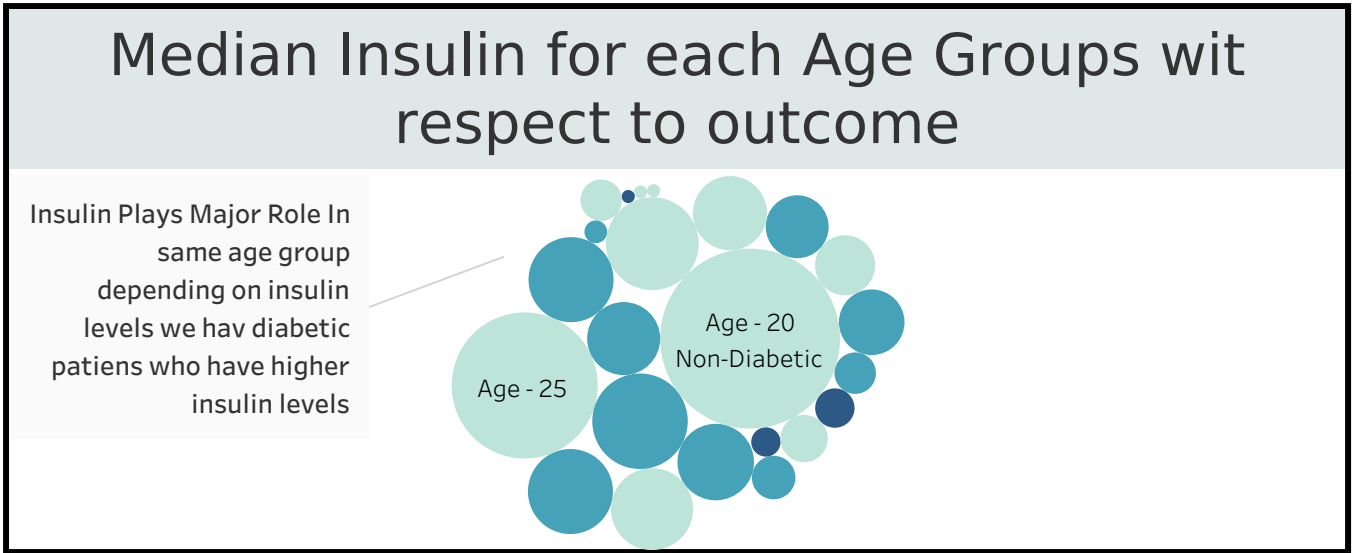 Median Insulin for each Age Groups wit
respect to outcome
Insulin Plays Major Role In
same age group
depending on insulin
levels we hav diabetic
patiens who have higher
insulin levels
Age - 20
Non-Diabetic
Age - 25